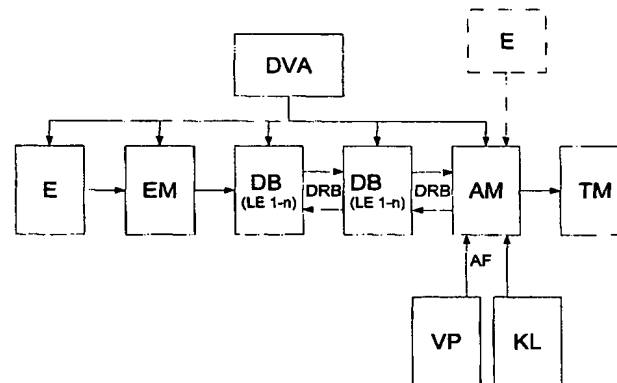 E
DVA
E
EM
DB
(LE 1-n)
DRB
DB
(LE 1-n)
DRB
AM
TM
AF
VP
KL